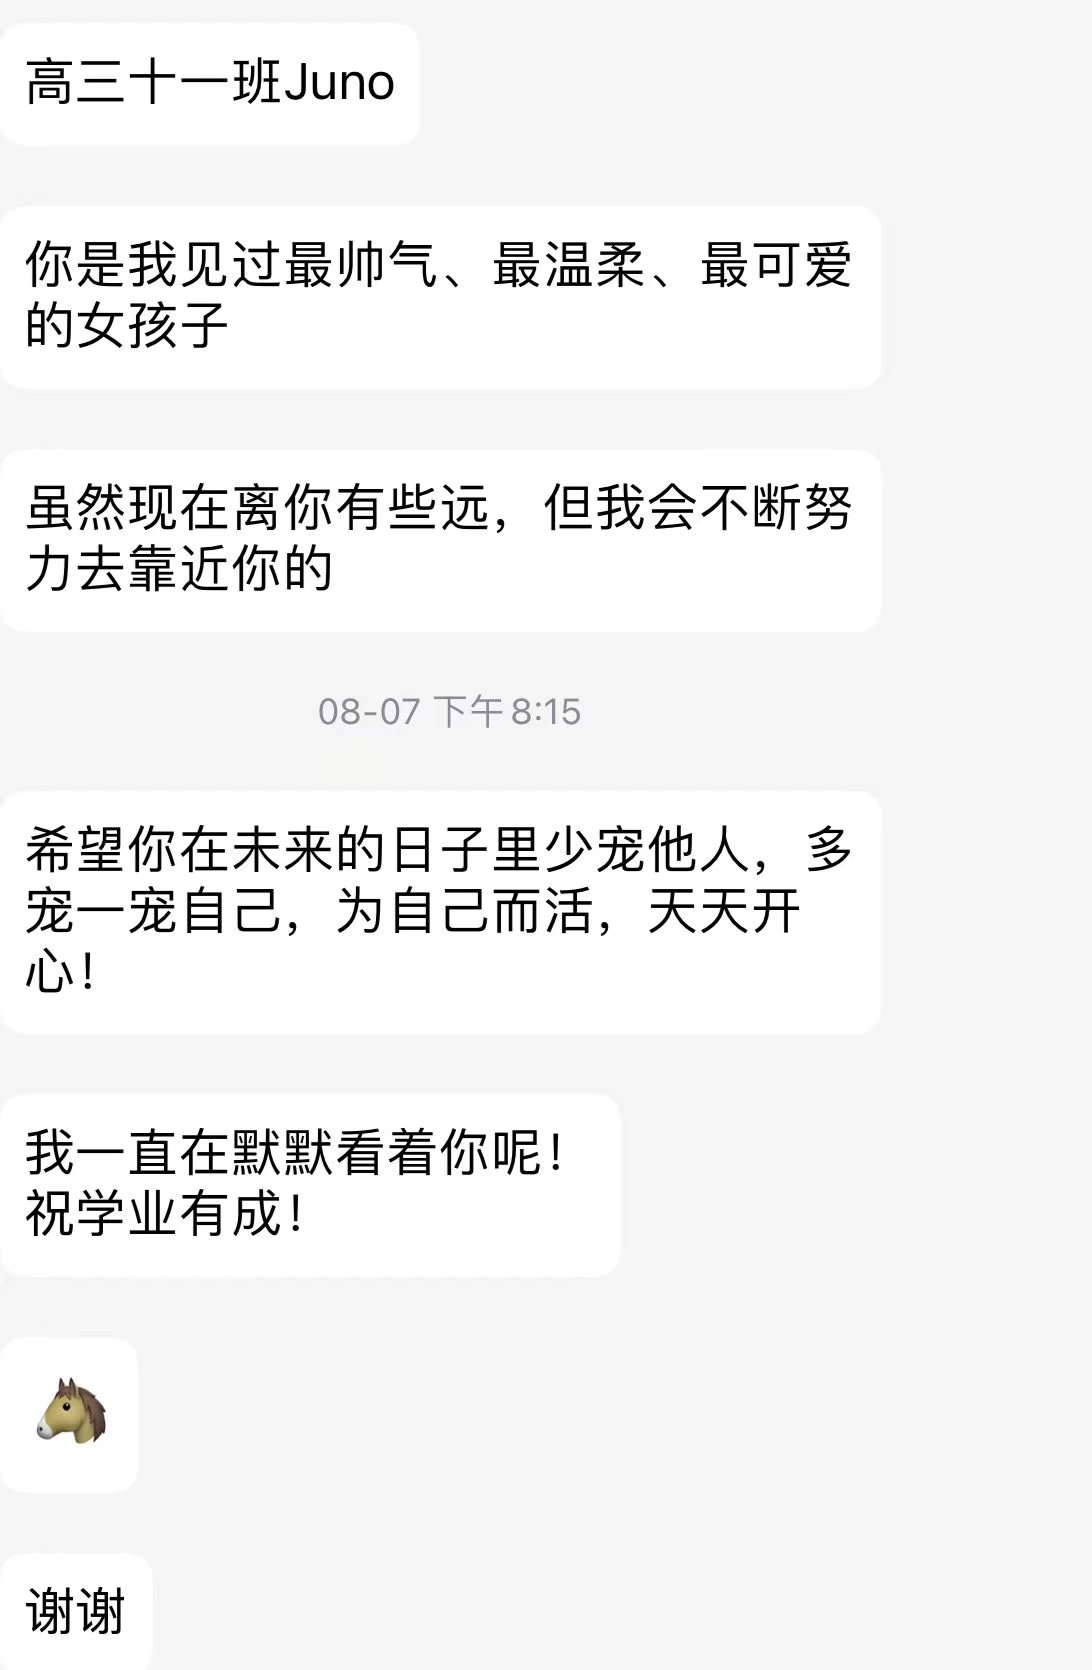 高三十一班Juno
你是我见过最帅气、最温柔、最可爱
的女孩子
虽然现在离你有些远，但我会不断努
力去靠近你的
08-07 下午8:15
希望你在未来的日子里少宠他人，多
宠一宠自己，为自己而活，天天开
心！
我一直在默默看着你呢！
祝学业有成！
🐴
谢谢